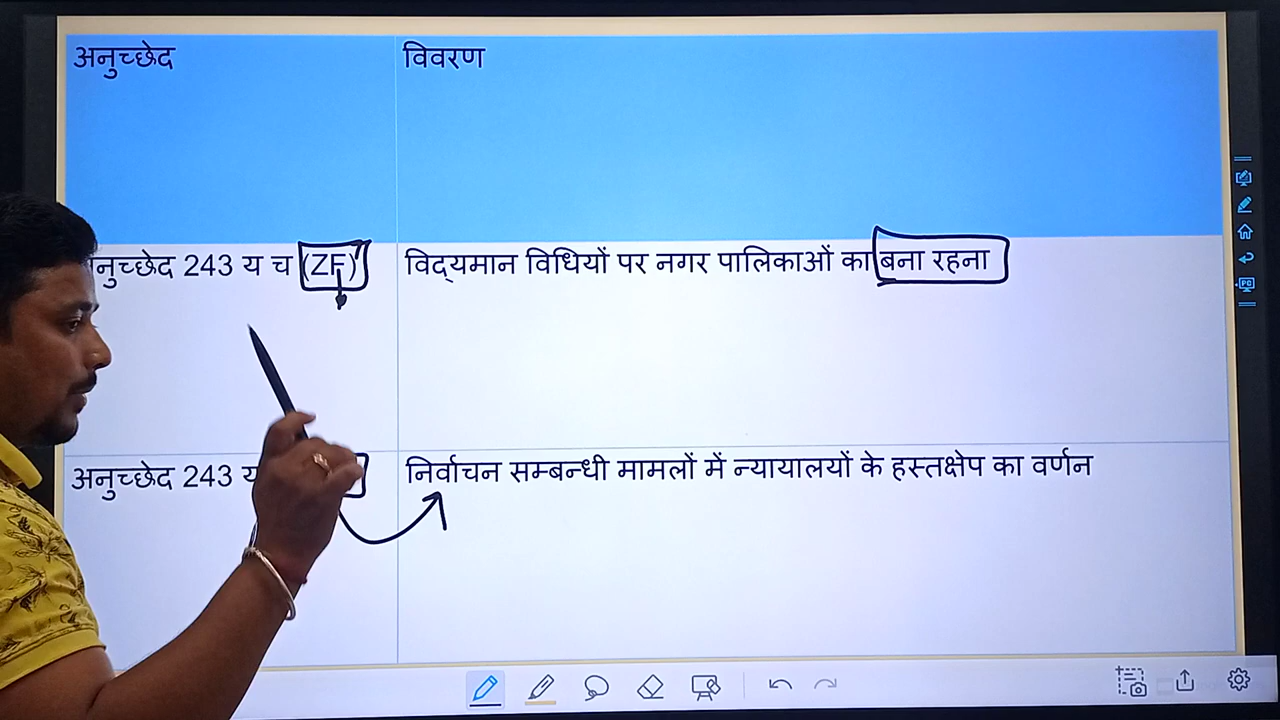 अनुच्छेद विवरण
नुच्छेद 243 य च (ZF) विद्यमान विधियों पर नगर पालिकाओं का बना रहना
अनुच्छेद 243 य निर्वाचन सम्बन्धी मामलों में न्यायालयों के हस्तक्षेप का वर्णन